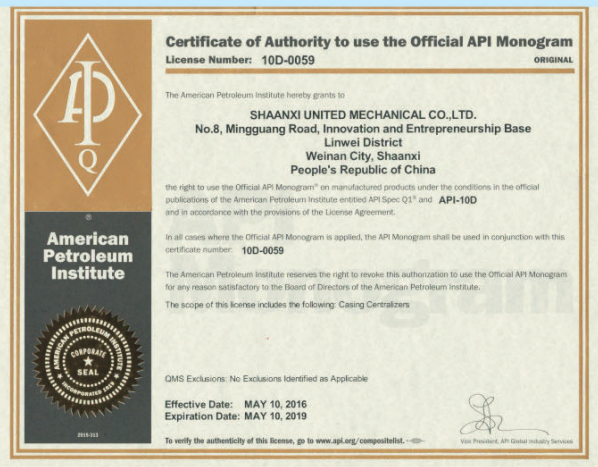 Certificate of Authority to use the Official API Monogram
License Number: 10D-0059
ORIGINAL
The American Petroleum Institute hereby grants to
SHAANXI UNITED MECHANICAL CO.,LTD.
No.8, Mingguang Road, Innovation and Entrepreneurship Base
Linwei District
Weinan City, Shaanxi
People's Republic of China
the right to use the Official API Monogram® on manufactured products under the conditions in the official
publications of the American Petroleum Institute entitled API Spec Q1® and API-10D
and in accordance with the provisions of the License Agreement.
In all cases where the Official API Monogram is applied, the API Monogram shall be used in conjunction with this
certificate number: 10D-0059
The American Petroleum Institute reserves the right to revoke this authorization to use the Official API Monogram
for any reason satisfactory to the Board of Directors of the American Petroleum Institute.
The scope of this license includes the following: Casing Centralizers
QMS Exclusions: No Exclusions Identified as Applicable
Effective Date: MAY 10, 2016
Expiration Date: MAY 10, 2019
To verify the authenticity of this license, go to www.api.org/compositelist.
Vice President, API Global Industry Services
API
Q
®
American
Petroleum
Institute
AMERICAN PETROLEUM INSTITUTE
CORPORATE
SEAL
INCORPORATED 1919